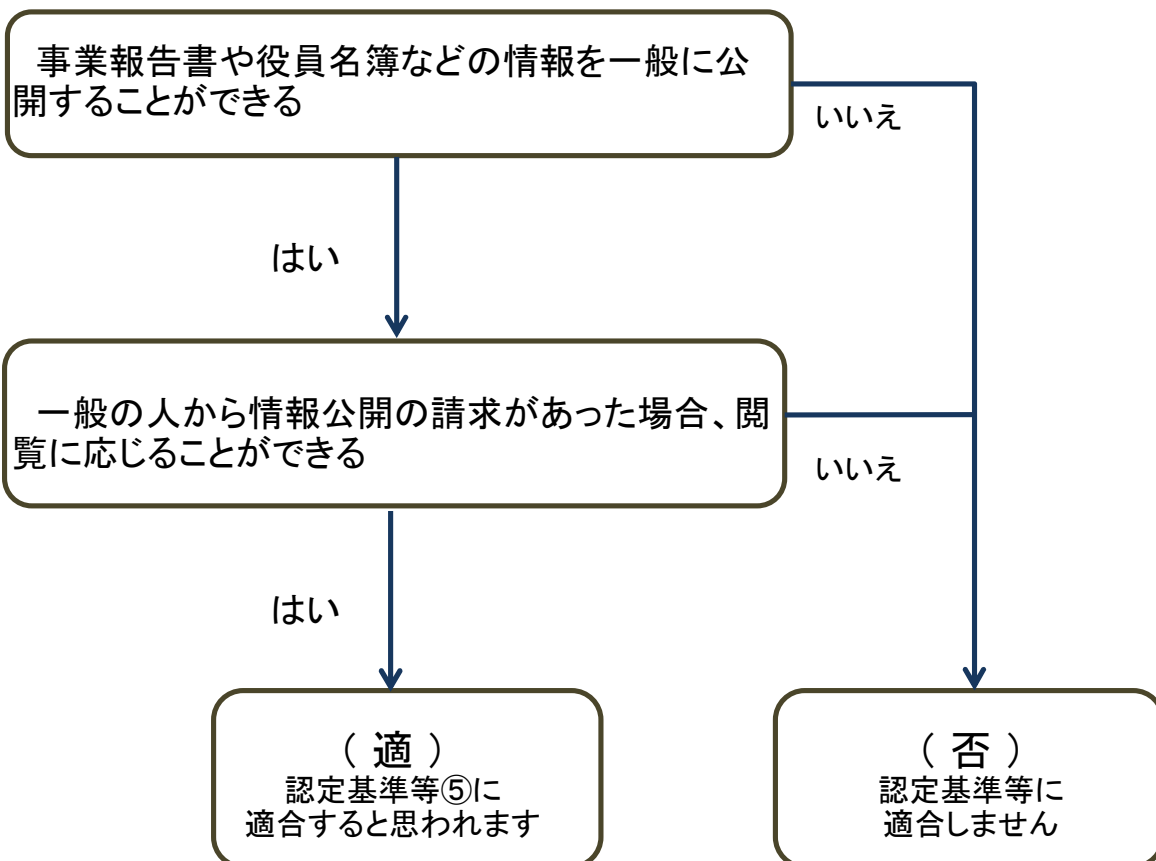 事業報告書や役員名簿などの情報を一般に公
開することができる
いいえ
はい
一般の人から情報公開の請求があった場合、閲
覧に応じることができる
いいえ
はい
（ 適 ）
認定基準等⑤に
適合すると思われます
（ 否 ）
認定基準等に
適合しません